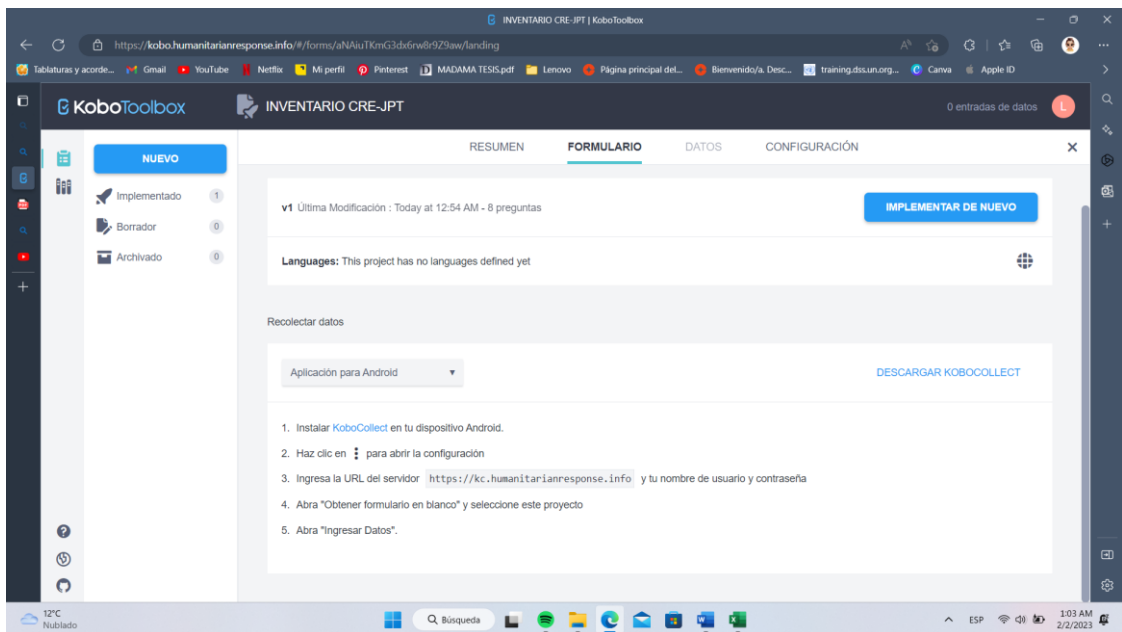 INVENTARIO CRE-JPT | KoboToolbox
https://kobo.humanitarianresponse.info/#/forms/aNAiuTKmG3dx6rw8r9Z9aw/landing
Tablaturas y acorde... Gmail YouTube Netflix Mi perfil Pinterest MADAMA TESIS.pdf Lenovo Página principal del... Bienvenido/a. Desc... training.dss.un.org... Canva Apple ID
KoboToolbox INVENTARIO CRE-JPT 0 entradas de datos L
NUEVO
Implementado 1
Borrador 0
Archivado 0
RESUMEN FORMULARIO DATOS CONFIGURACIÓN
v1 Última Modificación : Today at 12:54 AM - 8 preguntas IMPLEMENTAR DE NUEVO
Languages: This project has no languages defined yet
Recolectar datos
Aplicación para Android DESCARGAR KOBOCOLLECT
1. Instalar KoboCollect en tu dispositivo Android.
2. Haz clic en para abrir la configuración
3. Ingresa la URL del servidor https://kc.humanitarianresponse.info y tu nombre de usuario y contraseña
4. Abra "Obtener formulario en blanco" y seleccione este proyecto
5. Abra "Ingresar Datos".
12°C
Nublado
Búsqueda
ESP
1:03 AM
2/2/2023